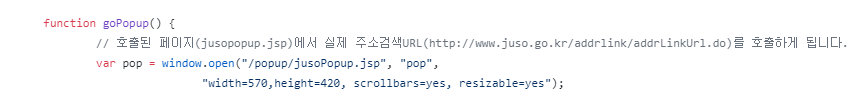 function goPopup() {
// 호출된 페이지(jusopopup.jsp)에서 실제 주소검색URL(http://www.juso.go.kr/addrlink/addrLinkUrl.do)를 호출하게 됩니다.
var pop = window.open("/popup/jusoPopup.jsp", "pop",
"width=570,height=420, scrollbars=yes, resizable=yes");